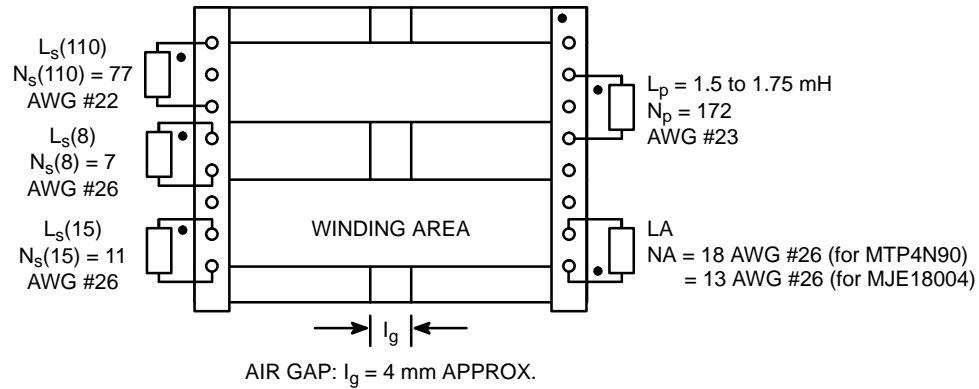 Ls(110)
Ns(110) = 77
AWG #22
Ls(8)
Ns(8) = 7
AWG #26
Ls(15)
Ns(15) = 11
AWG #26
WINDING AREA
Lp = 1.5 to 1.75 mH
Np = 172
AWG #23
LA
NA = 18 AWG #26 (for MTP4N90)
= 13 AWG #26 (for MJE18004)
lg
AIR GAP: lg = 4 mm APPROX.